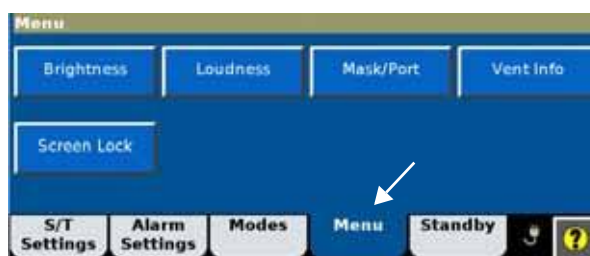 Menu
Brightness Loudness Mask/Port Vent Info
Screen Lock
S/T Alarm Modes Menu Standby
Settings Settings
?